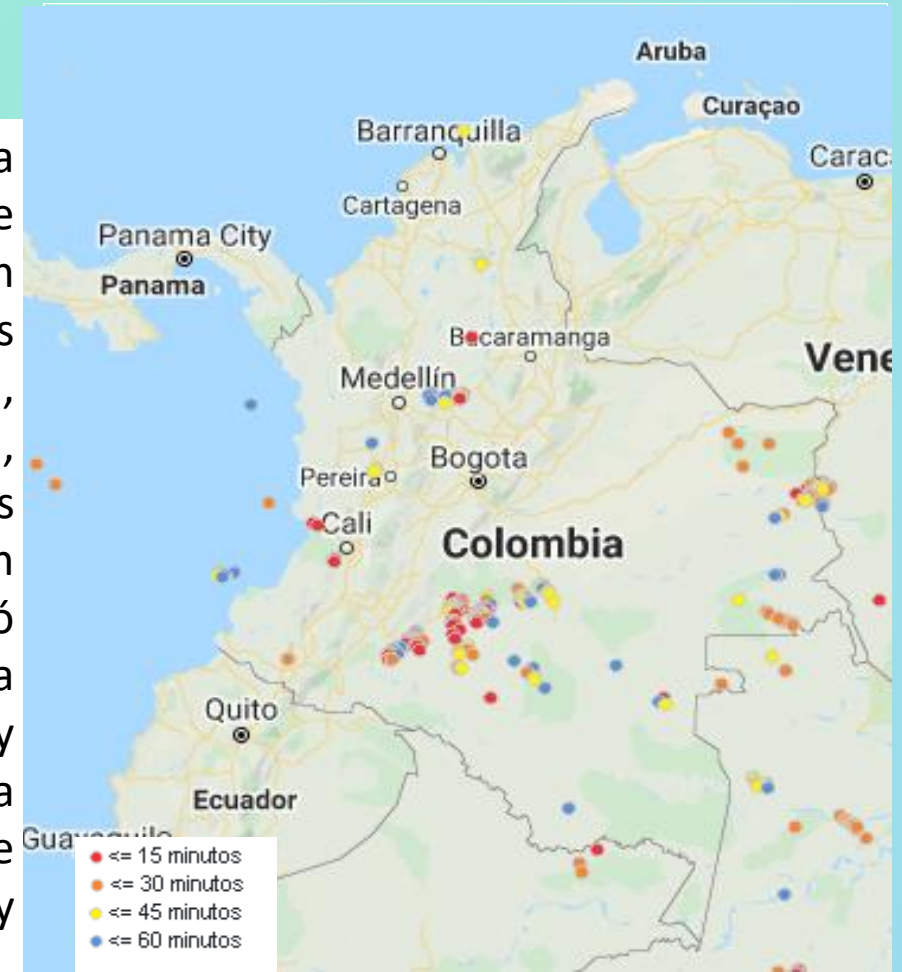 a
e
n
s
,
,
s
n
ó
a
y
a
e
y
Aruba
Curaçao
Barranquilla
Carac
Cartagena
Panama City
Panama
Bucaramanga
Vene
Medellín
Bogota
Pereira
Cali
Colombia
Quito
Ecuador
Guayaquil
<= 15 minutos
<= 30 minutos
<= 45 minutos
<= 60 minutos